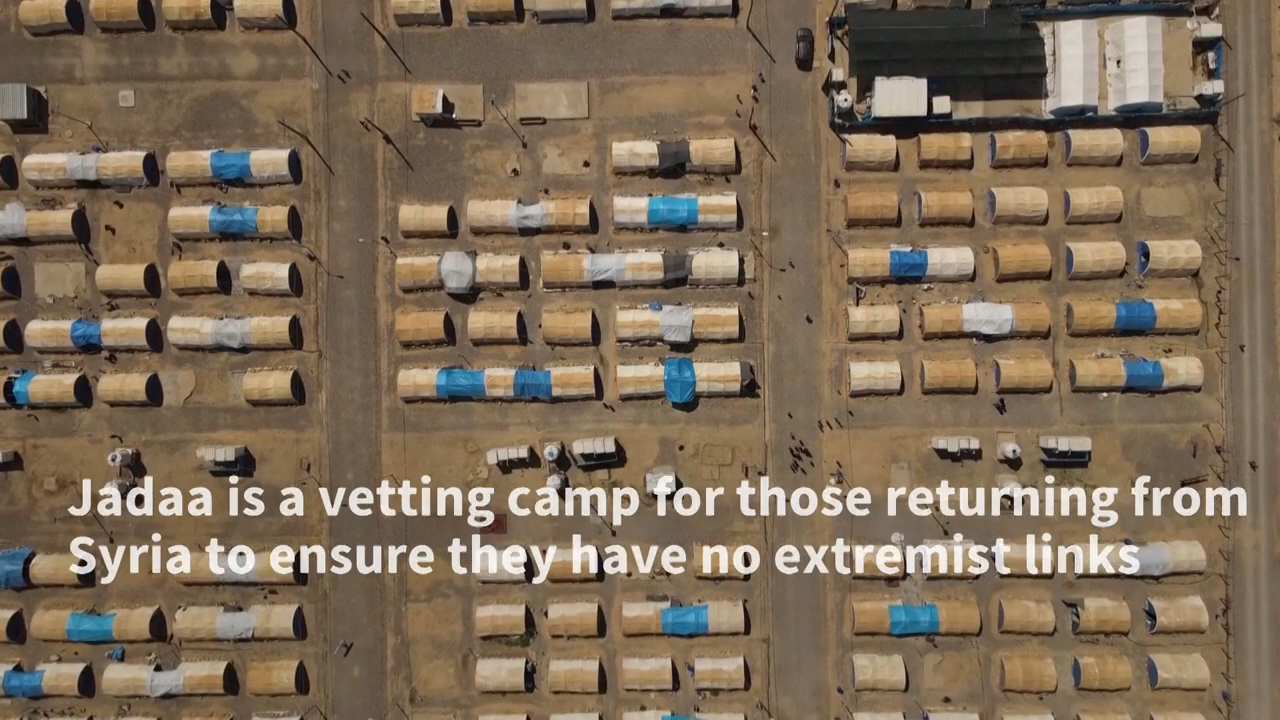 Jadaa is a vetting camp for those returning from
Syria to ensure they have no extremist links